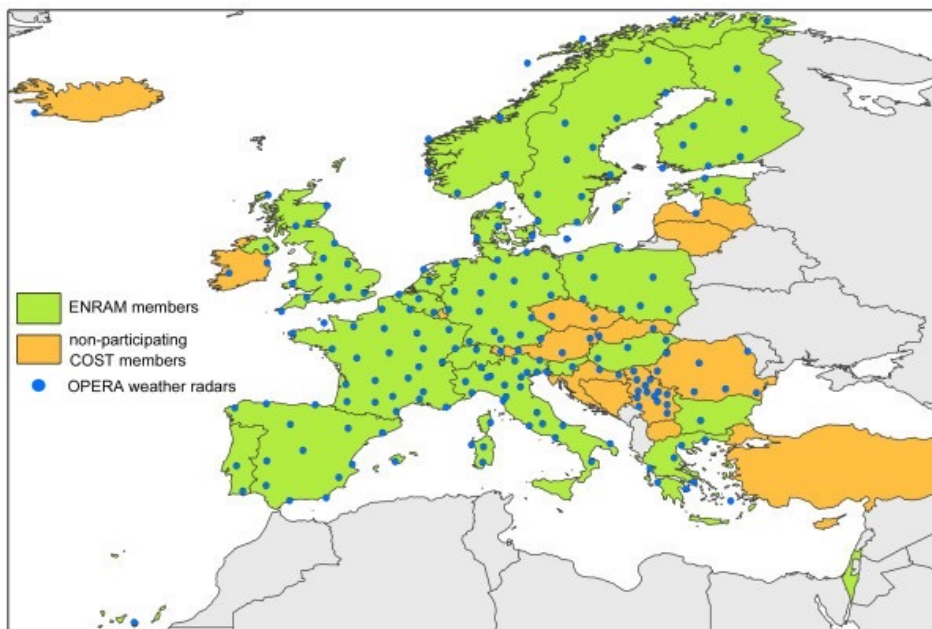 ENRAM members
non-participating
COST members
OPERA weather radars